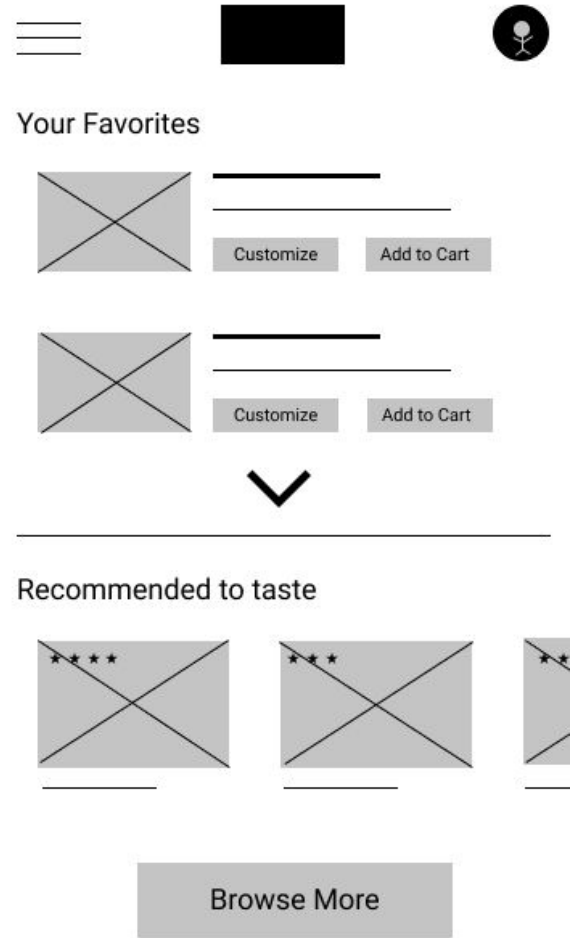 Your Favorites
Customize Add to Cart
Customize Add to Cart
Recommended to taste
Browse More